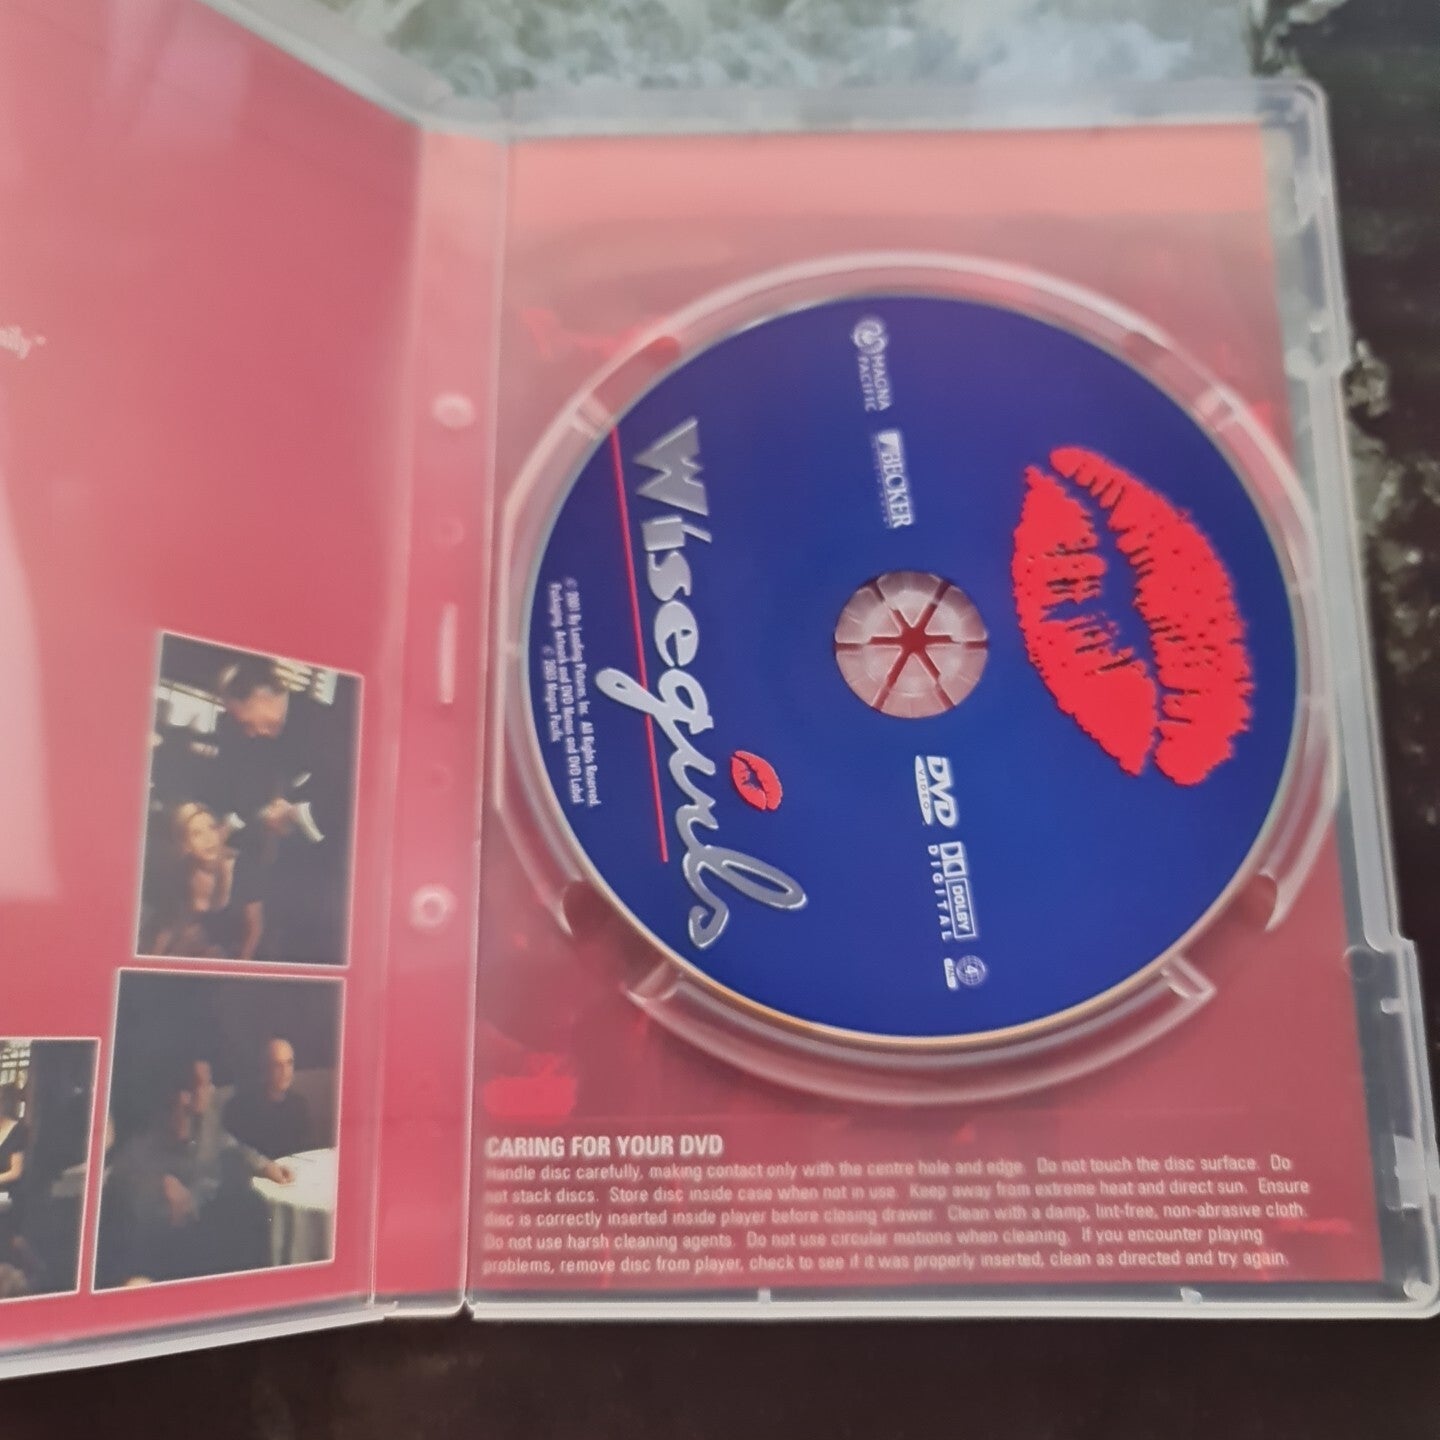 MAGNA
PACIFIC
BECKER
Wisegirls
© 2001 By Leading Pictures, Inc. All Rights Reserved.
Packaging, Artwork and DVD Menus and DVD Label
© 2003 Magna Pacific
DVD
VIDEO
DOLBY
DIGITAL
4
CARING FOR YOUR DVD
Handle disc carefully, making contact only with the centre hole and edge. Do not touch the disc surface. Do
not stack discs. Store disc inside case when not in use. Keep away from extreme heat and direct sun. Ensure
disc is correctly inserted inside player before closing drawer. Clean with a damp, lint-free, non-abrasive cloth.
Do not use harsh cleaning agents. Do not use circular motions when cleaning. If you encounter playing
problems, remove disc from player, check to see if it was properly inserted, clean as directed and try again.